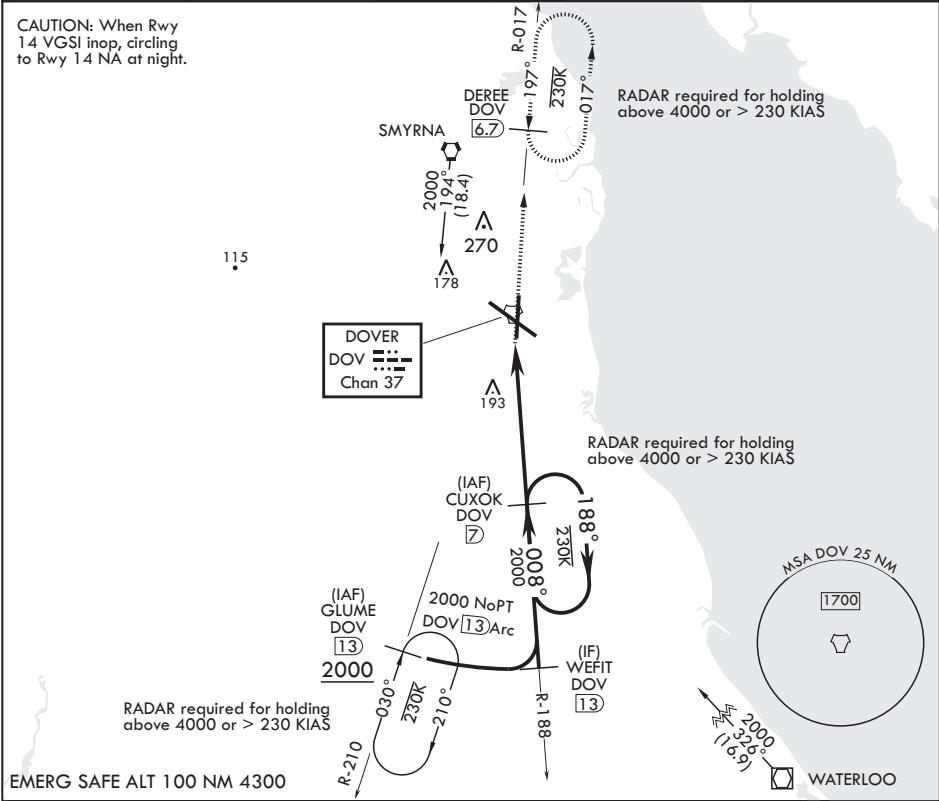 CAUTION: When Rwy
14 VGSI inop, circling
to Rwy 14 NA at night.
R-017
197°
230K
017°
DEREE
DOV
6.7
RADAR required for holding
above 4000 or > 230 KIAS
SMYRNA
2000
194°
(18.4)
270
178
115
DOVER
DOV
Chan 37
193
RADAR required for holding
above 4000 or > 230 KIAS
(IAF)
CUXOK
DOV
7
188°
230K
008°
2000
MSA DOV 25 NM
1700
(IAF)
GLUME
DOV
13
2000
2000 NoPT
DOV 13 Arc
(IF)
WEFIT
DOV
13
030°
230K
210°
R-210
R-188
RADAR required for holding
above 4000 or > 230 KIAS
2000
326°
(16.9)
WATERLOO
EMERG SAFE ALT 100 NM 4300